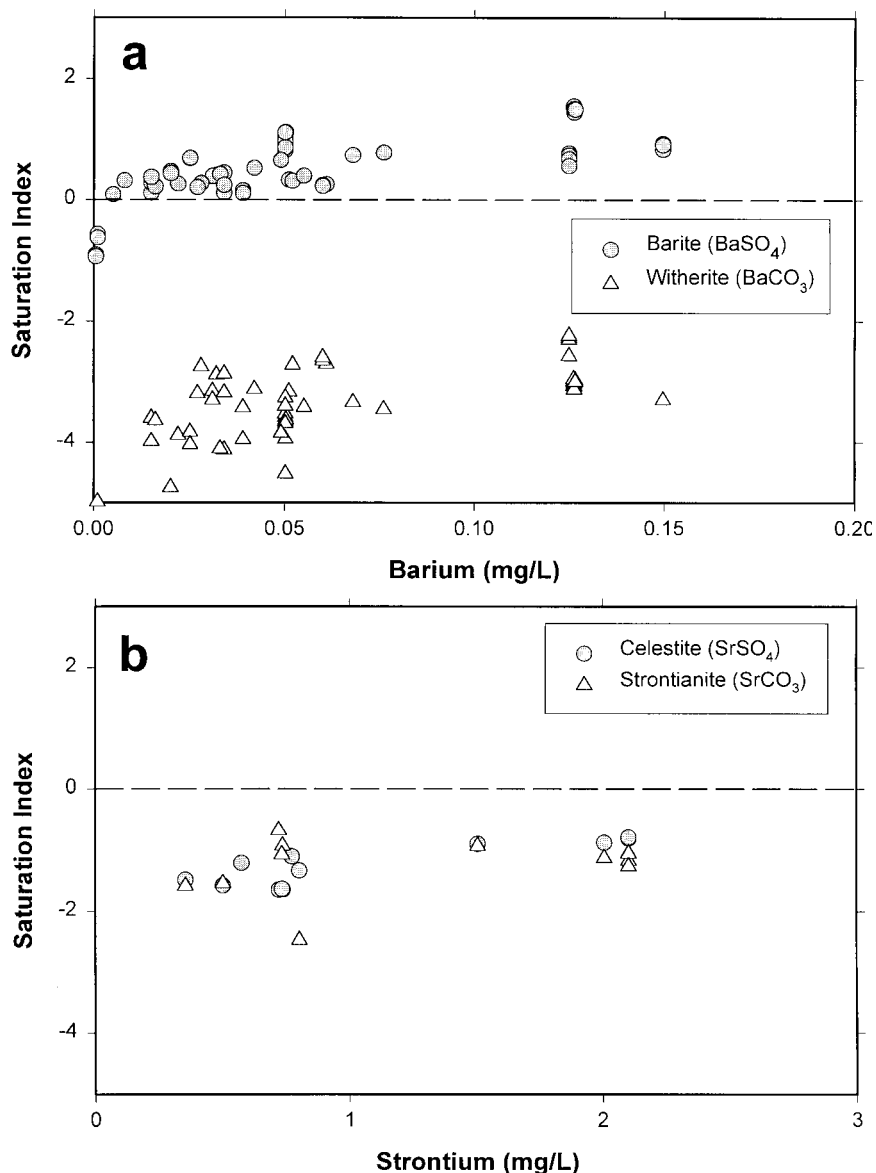 a
2
0
-2
-4
Saturation Index
Barite (BaSO4)
Witherite (BaCO3)
0.00
0.05
0.10
0.15
0.20
Barium (mg/L)
b
2
0
-2
-4
Saturation Index
Celestite (SrSO4)
Strontianite (SrCO3)
0
1
2
3
Strontium (mg/L)